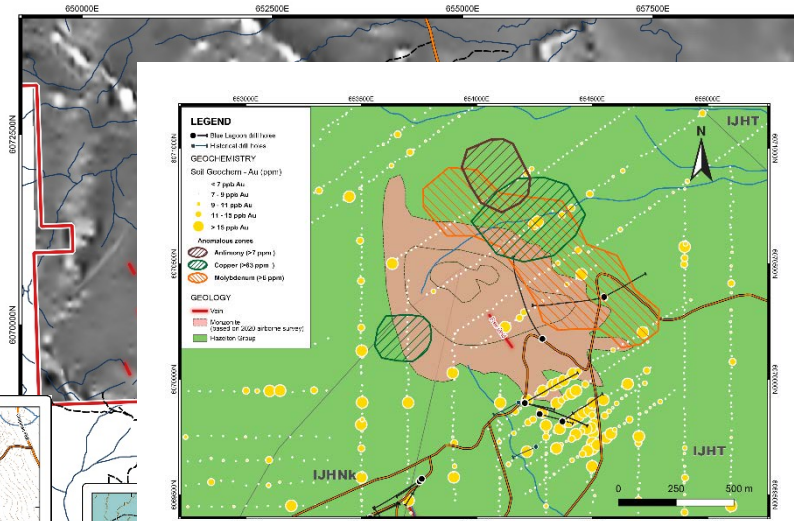 650000E 652500E 655000E 657500E
6072500N
6070000N
LEGEND
Blue Lagoon drill holes
Historical drill holes
GEOCHEMISTRY
Soil Geochem - Au (ppm)
< 7 ppb Au
7 - 9 ppb Au
9 - 11 ppb Au
11 - 15 ppb Au
> 15 ppb Au
Anomalous zones
Antimony (>7 ppm )
Copper (>63 ppm )
Molybdenum (>6 ppm)
GEOLOGY
Vein
Monzonite
(based on 2020 airborne survey)
Hazelton Group
N
IJHT
IJHT
IJHNk
0 250 500 m